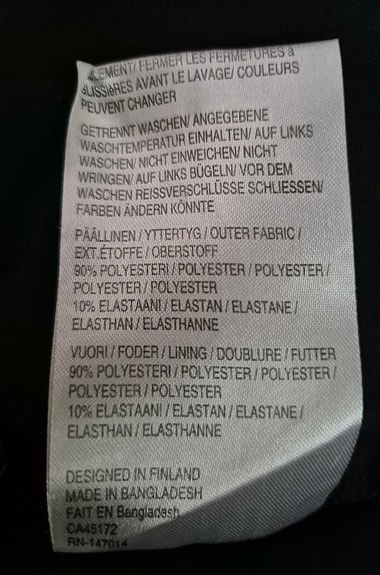 FERMER LES FERMETURES à
GLISSIèRES AVANT LE LAVAGE/ COULEURS
PEUVENT CHANGER
GETRENNT WASCHEN/ ANGEGEBENE
WASCHTEMPERATUR EINHALTEN/ AUF LINKS
WASCHEN/ NICHT EINWEICHEN/ NICHT
WRINGEN/ AUF LINKS BÜGELN/ VOR DEM
WASCHEN REISSVERSCHLÜSSE SCHLIESSEN/
FARBEN ÄNDERN KÖNNTE
PÄÄLLINEN / YTTERTYG / OUTER FABRIC /
EXT.ÉTOFFE / OBERSTOFF
90% POLYESTERI / POLYESTER / POLYESTER /
POLYESTER / POLYESTER
10% ELASTAANI / ELASTAN / ELASTANE /
ELASTHAN / ELASTHANNE
VUORI / FODER / LINING / DOUBLURE / FUTTER
90% POLYESTERI / POLYESTER / POLYESTER /
POLYESTER / POLYESTER
10% ELASTAANI / ELASTAN / ELASTANE /
ELASTHAN / ELASTHANNE
DESIGNED IN FINLAND
MADE IN BANGLADESH
FAIT EN Bangladesh
CA45172
RN-147014